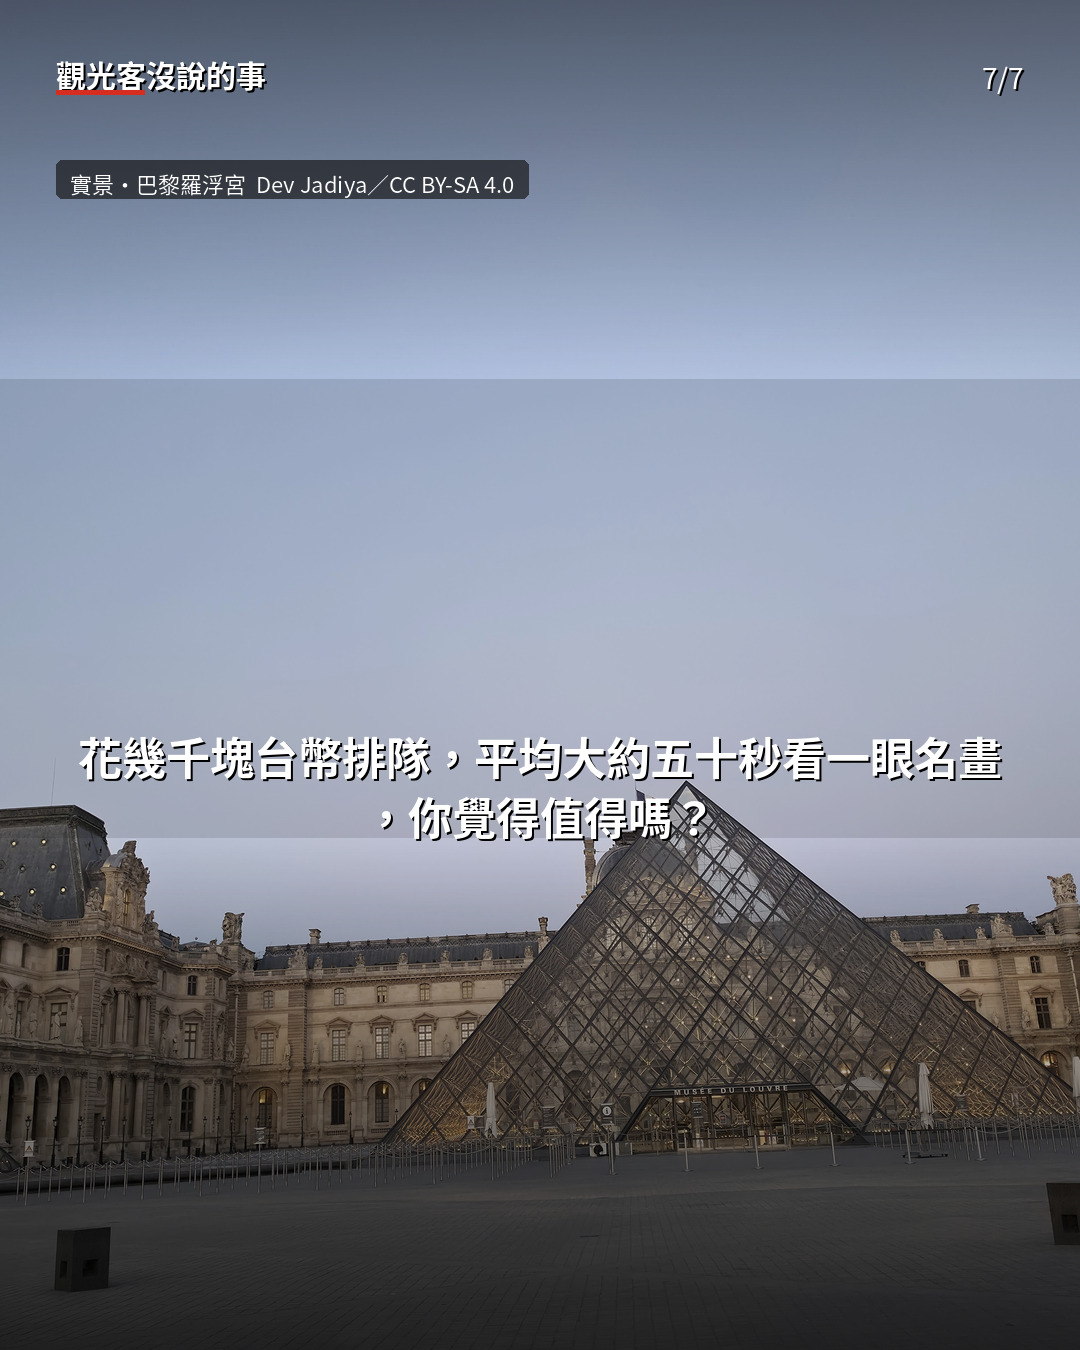 觀光客沒說的事
7/7
實景・巴黎羅浮宮 Dev Jadiya／CC BY-SA 4.0
花幾千塊台幣排隊，平均大約五十秒看一眼名畫
，你覺得值得嗎？
MUSÉE DU LOUVRE